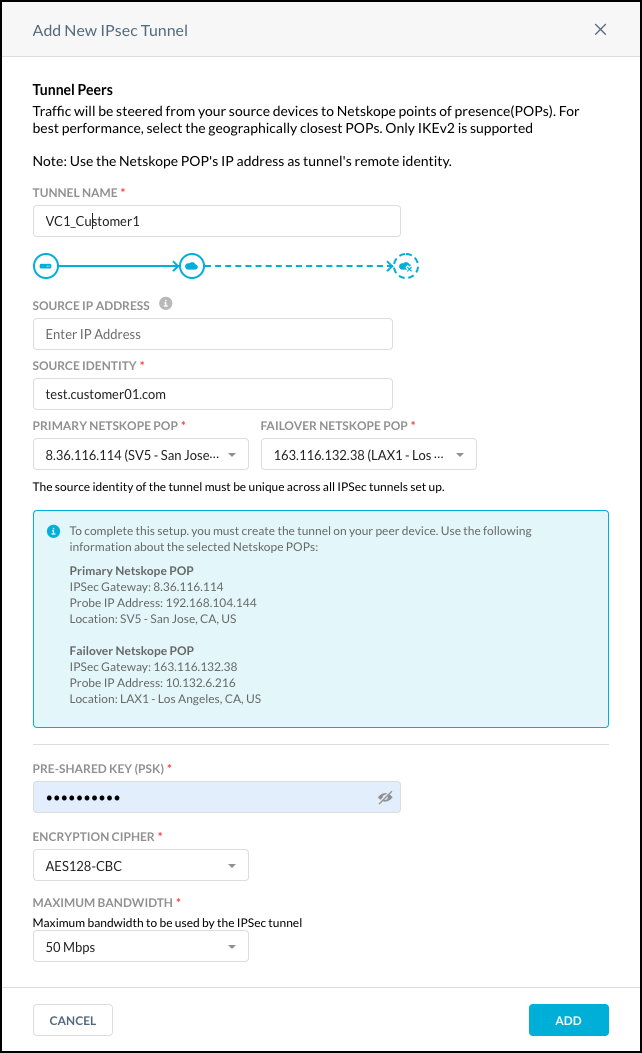 Add New IPsec Tunnel
Tunnel Peers
Traffic will be steered from your source devices to Netskope points of presence(POPs). For
best performance, select the geographically closest POPs. Only IKEv2 is supported
Note: Use the Netskope POP's IP address as tunnel's remote identity.
TUNNEL NAME *
VC1_Customer1
SOURCE IP ADDRESS i
Enter IP Address
SOURCE IDENTITY *
test.customer01.com
PRIMARY NETSKOPE POP * FAILOVER NETSKOPE POP *
8.36.116.114 (SV5 - San Jose... 163.116.132.38 (LAX1 - Los ...
The source identity of the tunnel must be unique across all IPSec tunnels set up.
i To complete this setup. you must create the tunnel on your peer device. Use the following
information about the selected Netskope POPs:
Primary Netskope POP
IPSec Gateway: 8.36.116.114
Probe IP Address: 192.168.104.144
Location: SV5 - San Jose, CA, US
Failover Netskope POP
IPSec Gateway: 163.116.132.38
Probe IP Address: 10.132.6.216
Location: LAX1 - Los Angeles, CA, US
PRE-SHARED KEY (PSK) *
••••••••••
ENCRYPTION CIPHER *
AES128-CBC
MAXIMUM BANDWIDTH *
Maximum bandwidth to be used by the IPSec tunnel
50 Mbps
CANCEL ADD